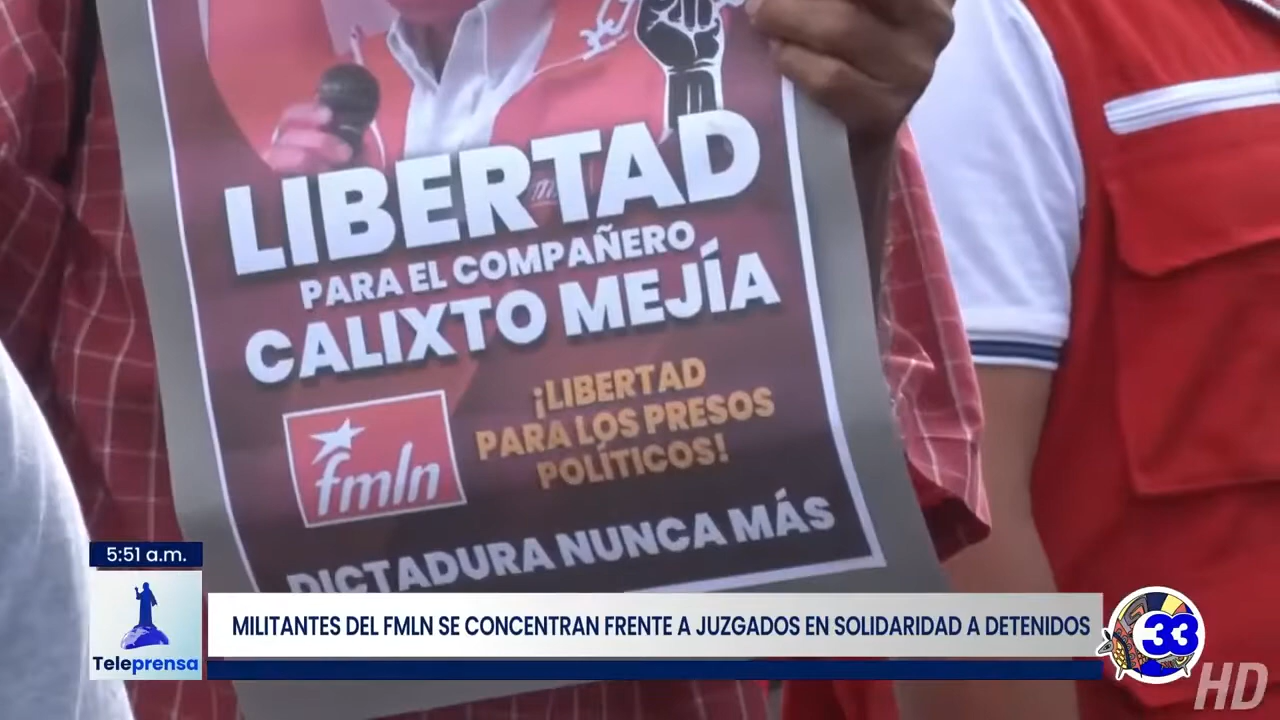 LIBERTAD
PARA EL COMPAÑERO
CALIXTO MEJÍA
fmln
¡LIBERTAD
PARA LOS PRESOS
POLÍTICOS!
DICTADURA NUNCA MÁS
5:51 a.m.
Teleprensa
MILITANTES DEL FMLN SE CONCENTRAN FRENTE A JUZGADOS EN SOLIDARIDAD A DETENIDOS
33
HD